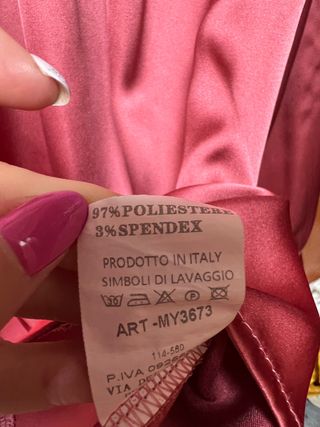 97%POLIESTERE
3%SPENDEX
PRODOTTO IN ITALY
SIMBOLI DI LAVAGGIO
ART -MY3673
114-580
P.IVA
VIA